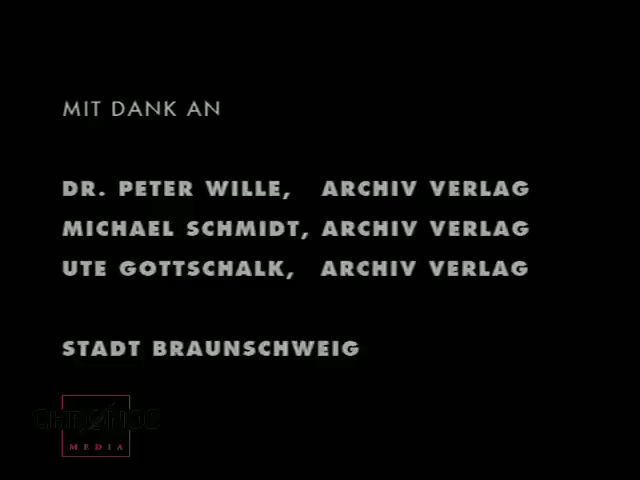 MIT DANK AN
DR. PETER WILLE, ARCHIV VERLAG
MICHAEL SCHMIDT, ARCHIV VERLAG
UTE GOTTSCHALK, ARCHIV VERLAG
STADT BRAUNSCHWEIG
CHRONOS
MEDIA